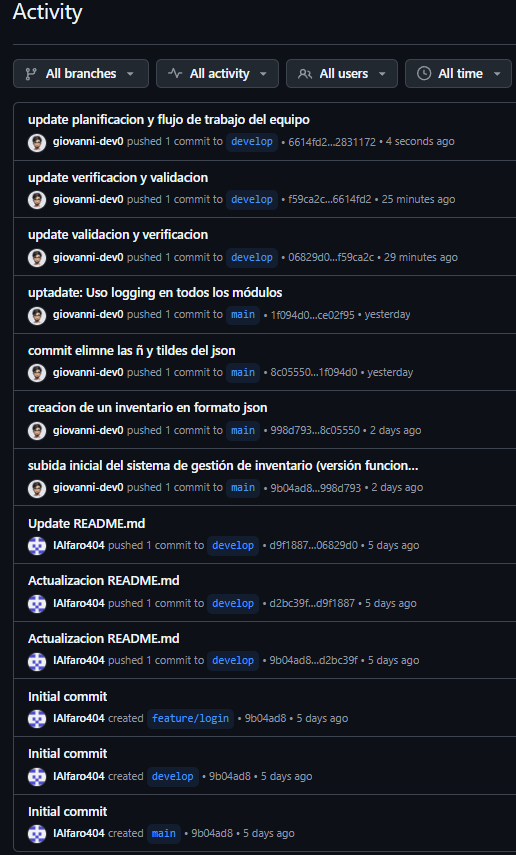 Activity
All branches All activity All users All time
update planificacion y flujo de trabajo del equipo
giovanni-dev0 pushed 1 commit to develop • 6614fd2...2831172 • 4 seconds ago
update verificacion y validacion
giovanni-dev0 pushed 1 commit to develop • f59ca2c...6614fd2 • 25 minutes ago
update validacion y verificacion
giovanni-dev0 pushed 1 commit to develop • 06829d0...f59ca2c • 29 minutes ago
uptadate: Uso logging en todos los módulos
giovanni-dev0 pushed 1 commit to main • 1f094d0...ce02f95 • yesterday
commit elimne las ñ y tildes del json
giovanni-dev0 pushed 1 commit to main • 8c05550...1f094d0 • yesterday
creacion de un inventario en formato json
giovanni-dev0 pushed 1 commit to main • 998d793...8c05550 • 2 days ago
subida inicial del sistema de gestión de inventario (versión funcion...
giovanni-dev0 pushed 1 commit to main • 9b04ad8...998d793 • 2 days ago
Update README.md
IAlfaro404 pushed 1 commit to develop • d9f1887...06829d0 • 5 days ago
Actualizacion README.md
IAlfaro404 pushed 1 commit to develop • d2bc39f...d9f1887 • 5 days ago
Actualizacion README.md
IAlfaro404 pushed 1 commit to develop • 9b04ad8...d2bc39f • 5 days ago
Initial commit
IAlfaro404 created feature/login • 9b04ad8 • 5 days ago
Initial commit
IAlfaro404 created develop • 9b04ad8 • 5 days ago
Initial commit
IAlfaro404 created main • 9b04ad8 • 5 days ago